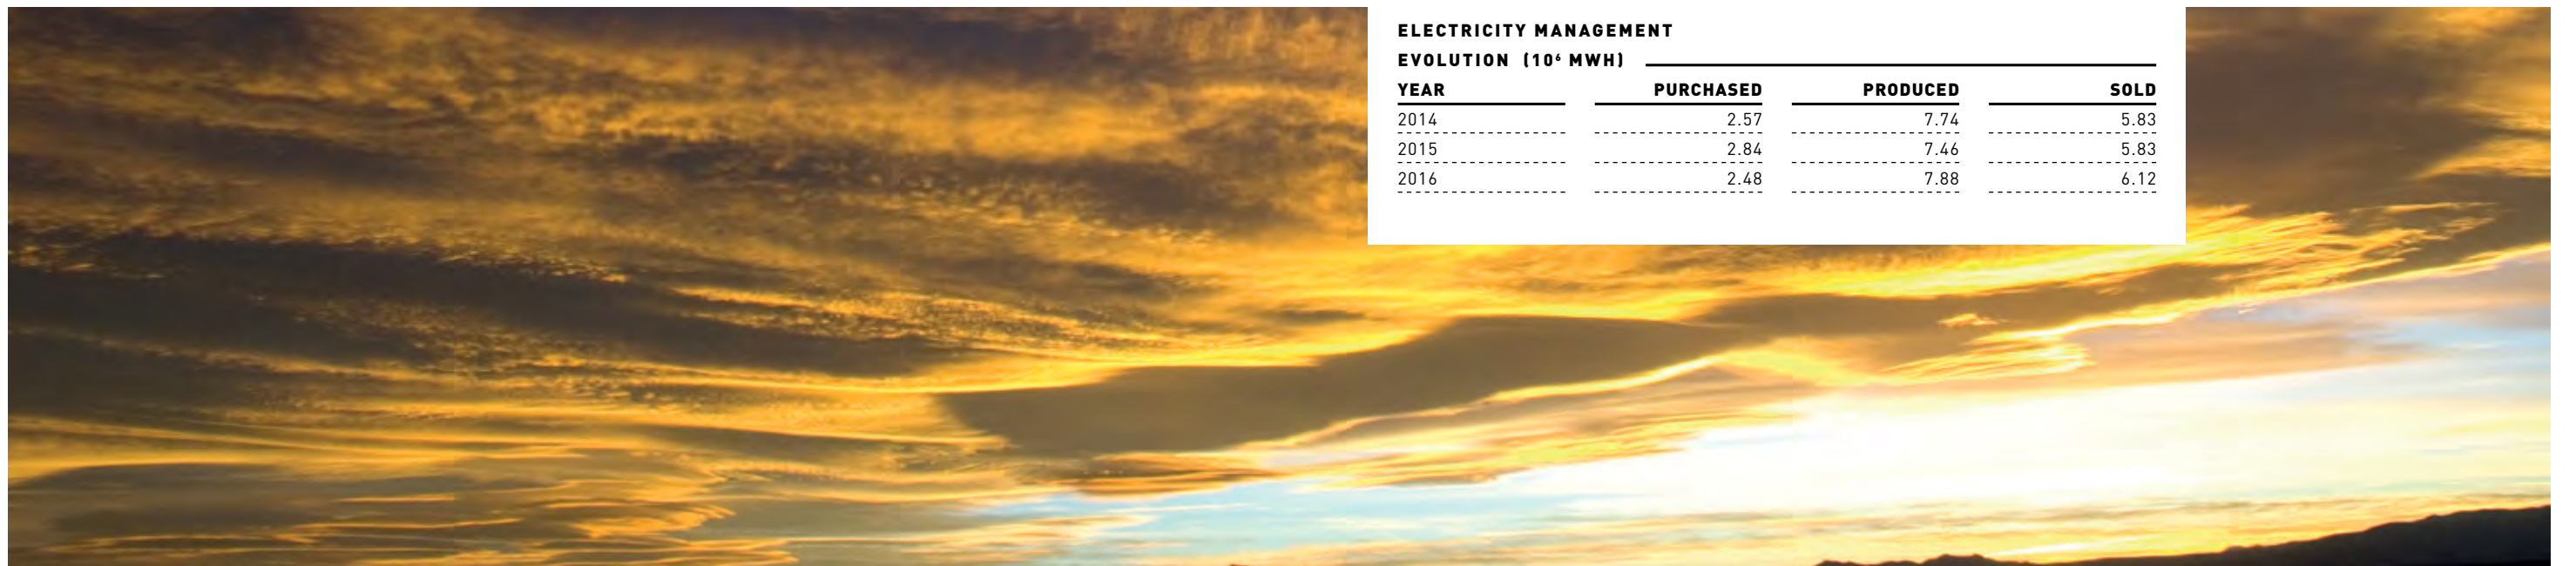 ELECTRICITY MANAGEMENT
EVOLUTION (10⁶ MWH)
YEAR PURCHASED PRODUCED SOLD
2014 2.57 7.74 5.83
2015 2.84 7.46 5.83
2016 2.48 7.88 6.12